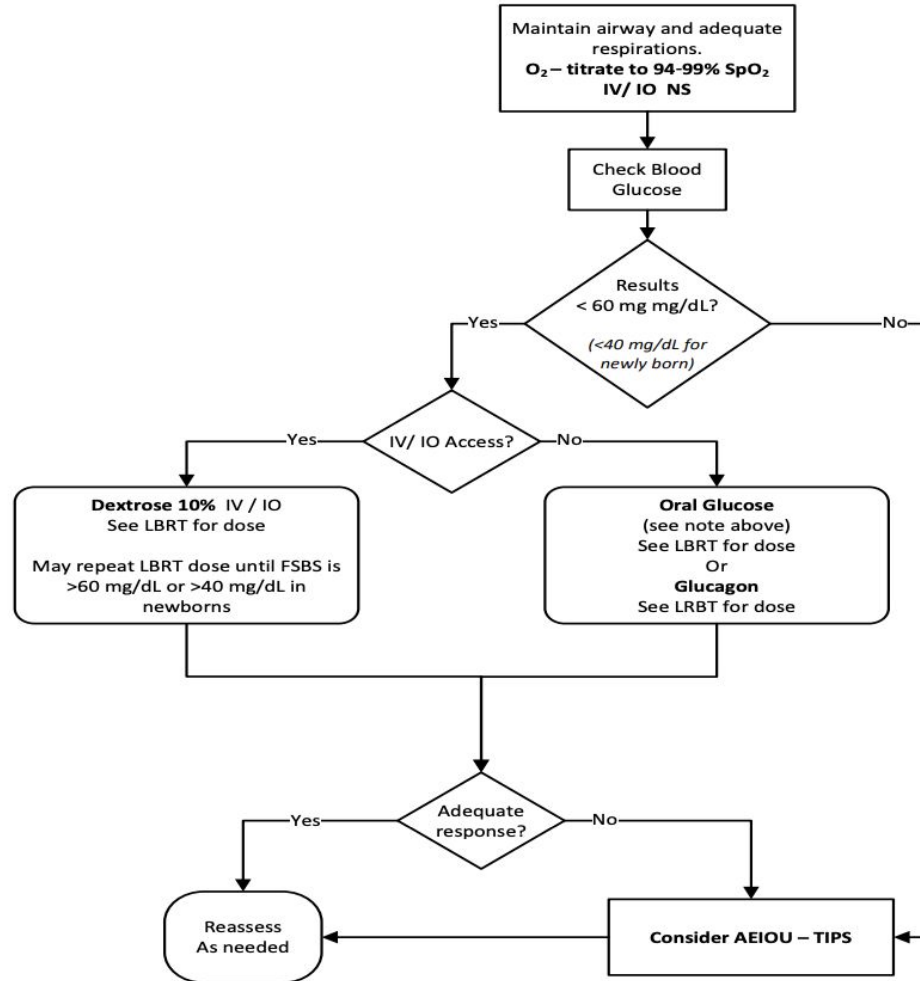 Maintain airway and adequate
respirations.
O₂ – titrate to 94-99% SpO₂
IV/ IO NS
Check Blood
Glucose
Results
< 60 mg mg/dL?
(<40 mg/dL for
newly born)
Yes
No
IV/ IO Access?
Yes
No
Dextrose 10% IV / IO
See LBRT for dose
May repeat LBRT dose until FSBS is
>60 mg/dL or >40 mg/dL in
newborns
Oral Glucose
(see note above)
See LBRT for dose
Or
Glucagon
See LRBT for dose
Adequate
response?
Yes
No
Reassess
As needed
Consider AEIOU – TIPS